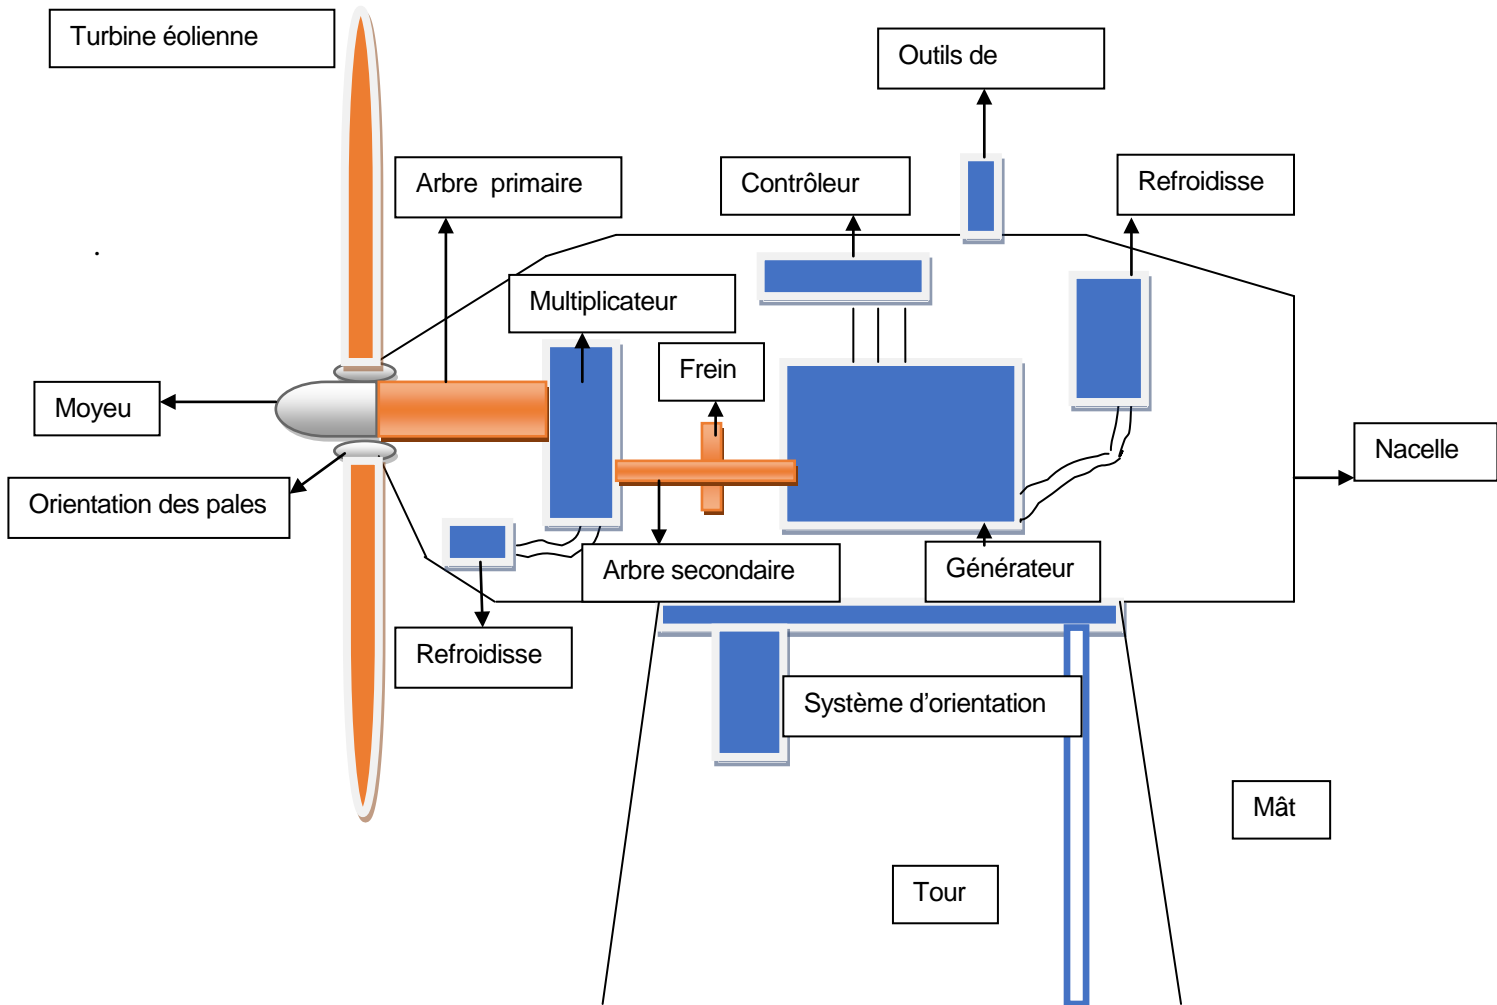 Turbine éolienne
Outils de
Arbre primaire
Contrôleur
Refroidisse
Multiplicateur
Frein
Moyeu
Nacelle
Orientation des pales
Arbre secondaire
Générateur
Refroidisse
Système d'orientation
Mât
Tour